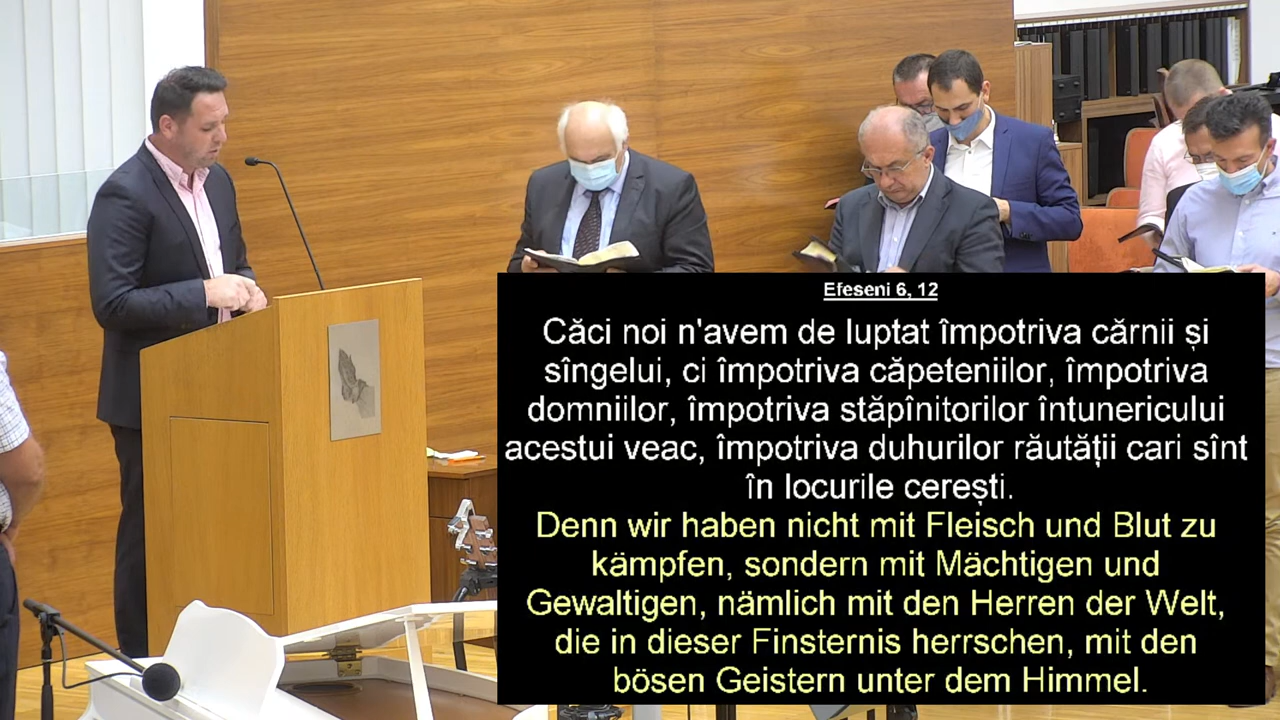 Efeseni 6, 12
Căci noi n'avem de luptat împotriva cărnii și
sîngelui, ci împotriva căpeteniilor, împotriva
domniilor, împotriva stăpînitorilor întunericului
acestui veac, împotriva duhurilor răutății cari sînt
în locurile cerești.
Denn wir haben nicht mit Fleisch und Blut zu
kämpfen, sondern mit Mächtigen und
Gewaltigen, nämlich mit den Herren der Welt,
die in dieser Finsternis herrschen, mit den
bösen Geistern unter dem Himmel.